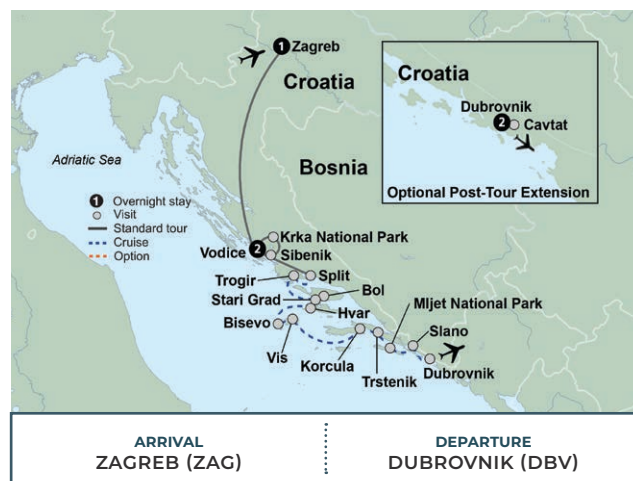 1 Zagreb
Croatia
Croatia
Dubrovnik
2
Cavtat
Optional Post-Tour Extension
Bosnia
Adriatic Sea
1 Overnight stay
Visit
Standard tour
Cruise
Option
Krka National Park
Vodice 2
Sibenik
Trogir
Split
Stari Grad
Bol
Hvar
Mljet National Park
Bisevo
Slano
Vis
Korcula
Trstenik
Dubrovnik
ARRIVAL
ZAGREB (ZAG)
DEPARTURE
DUBROVNIK (DBV)